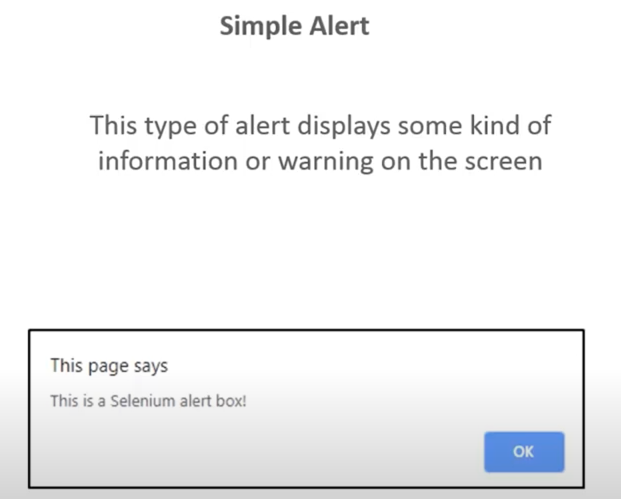 Simple Alert
This type of alert displays some kind of
information or warning on the screen
This page says
This is a Selenium alert box!
OK